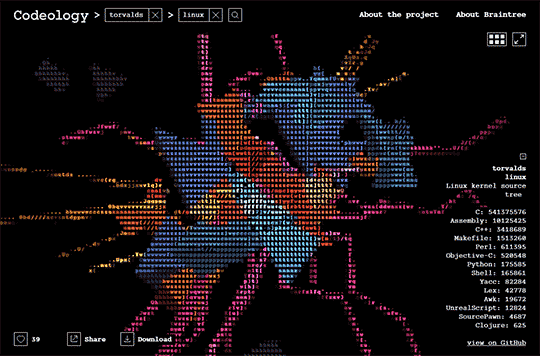 Codeology > torvalds > linux
About the project
About Braintree
torvalds
linux
Linux kernel source
tree
C: 541375576
Assembly: 10125425
C++: 3418689
Makefile: 1513260
Perl: 611395
Objective-C: 520548
Python: 175585
Shell: 165861
Yacc: 82284
Lex: 42778
Awk: 19672
UnrealScript: 12824
SourcePawn: 4687
Clojure: 625
39
Share
Download
view on GitHub